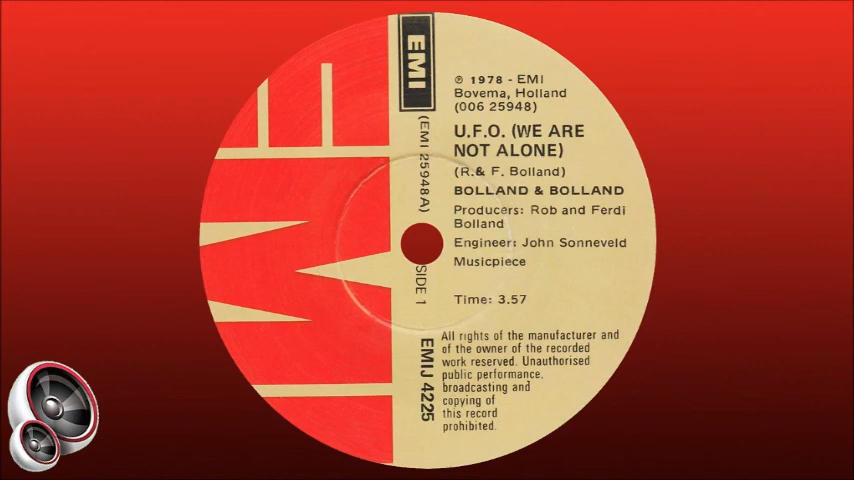 EMI
℗ 1978 - EMI
Bovema, Holland
(006 25948)
U.F.O. (WE ARE
NOT ALONE)
(R.& F. Bolland)
BOLLAND & BOLLAND
Producers: Rob and Ferdi
Bolland
Engineer: John Sonneveld
Musicpiece
Time: 3.57
(EMI 25948A)
SIDE 1
EMIJ 4225
All rights of the manufacturer and
of the owner of the recorded
work reserved. Unauthorised
public performance,
broadcasting and
copying of
this record
prohibited.
EMI